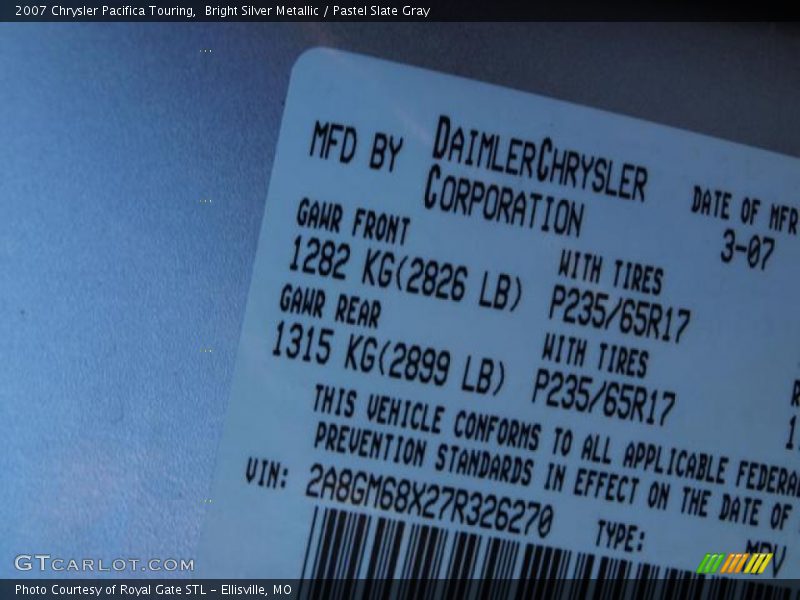 2007 Chrysler Pacifica Touring, Bright Silver Metallic / Pastel Slate Gray
MFD BY DAIMLERCHRYSLER
CORPORATION
DATE OF MFR
3-07
GAWR FRONT
1282 KG(2826 LB)
WITH TIRES
P235/65R17
GAWR REAR
1315 KG(2899 LB)
WITH TIRES
P235/65R17
THIS VEHICLE CONFORMS TO ALL APPLICABLE FEDERAL
PREVENTION STANDARDS IN EFFECT ON THE DATE OF
VIN: 2A8GM68X27R326270
TYPE: MPV
GTCARLOT.COM
Photo Courtesy of Royal Gate STL - Ellisville, MO